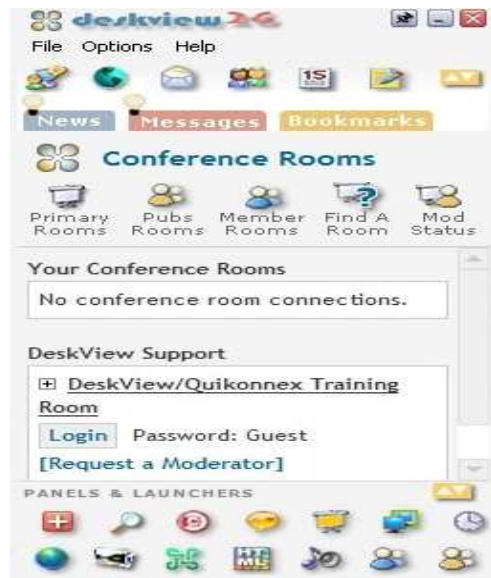 deskview 2G
File Options Help
15
News Messages Bookmarks
Conference Rooms
Primary Rooms
Pubs Rooms
Member Rooms
Find A Room
Mod Status
Your Conference Rooms
No conference room connections.
DeskView Support
DeskView/Quikonnex Training
Room
Login Password: Guest
[Request a Moderator]
PANELS & LAUNCHERS